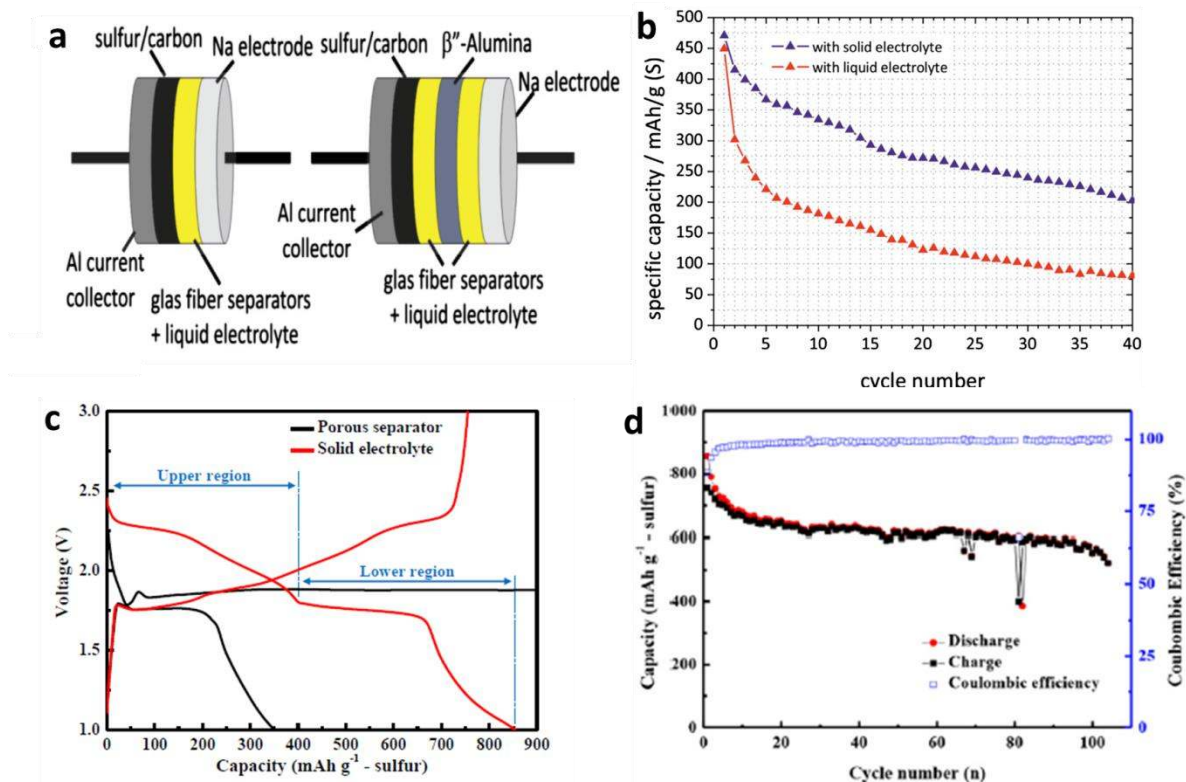 a
sulfur/carbon
Na electrode
Al current
collector
glas fiber separators
+ liquid electrolyte
sulfur/carbon
β"-Alumina
Na electrode
Al current
collector
glas fiber separators
+ liquid electrolyte
b
specific capacity / mAh/g (S)
500
450
400
350
300
250
200
150
100
50
0
with solid electrolyte
with liquid electrolyte
0 5 10 15 20 25 30 35 40
cycle number
c
Voltage (V)
3.0
2.5
2.0
1.5
1.0
Porous separator
Solid electrolyte
Upper region
Lower region
0 100 200 300 400 500 600 700 800 900
Capacity (mAh g⁻¹ - sulfur)
d
Capacity (mAh g⁻¹ - sulfur)
1000
800
600
400
200
0
Discharge
Charge
Coulombic efficiency
100
75
50
25
0
Coubombic Efficiency (%)
0 20 40 60 80 100
Cycle number (n)